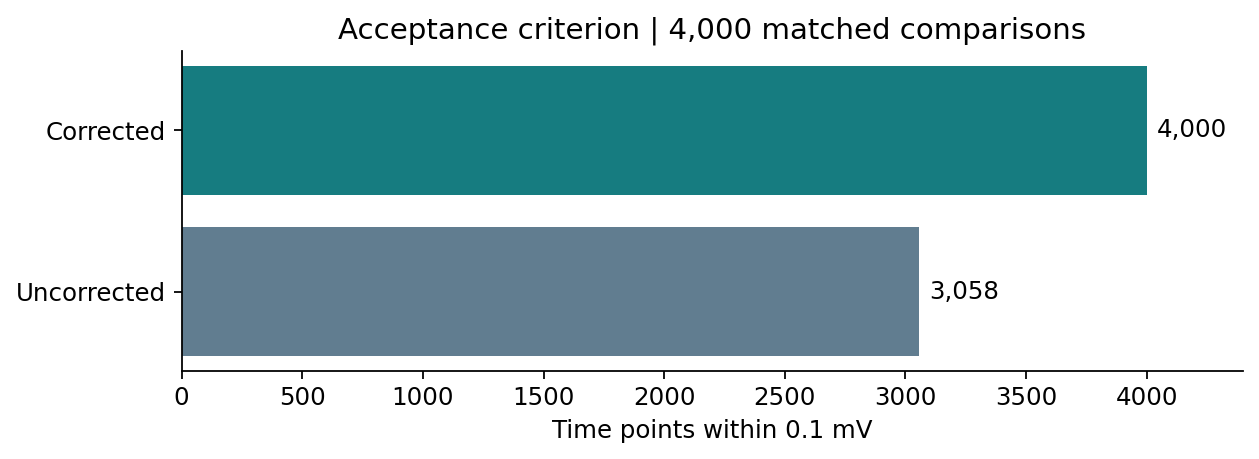 Acceptance criterion | 4,000 matched comparisons
Corrected
4,000
Uncorrected
3,058
0 500 1000 1500 2000 2500 3000 3500 4000
Time points within 0.1 mV